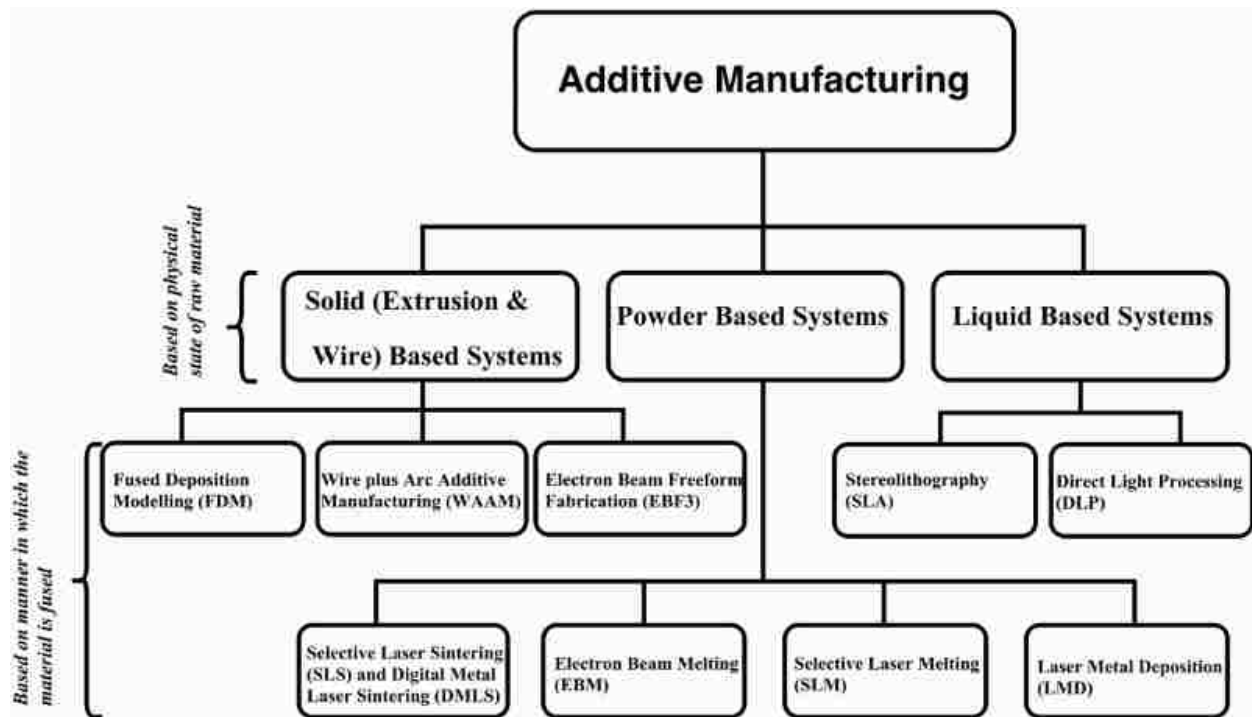 Additive Manufacturing
Based on physical
state of raw material
Solid (Extrusion &
Wire) Based Systems
Powder Based Systems
Liquid Based Systems
Based on manner in which the
material is fused
Fused Deposition
Modelling (FDM)
Wire plus Arc Additive
Manufacturing (WAAM)
Electron Beam Freeform
Fabrication (EBF3)
Stereolithography
(SLA)
Direct Light Processing
(DLP)
Selective Laser Sintering
(SLS) and Digital Metal
Laser Sintering (DMLS)
Electron Beam Melting
(EBM)
Selective Laser Melting
(SLM)
Laser Metal Deposition
(LMD)